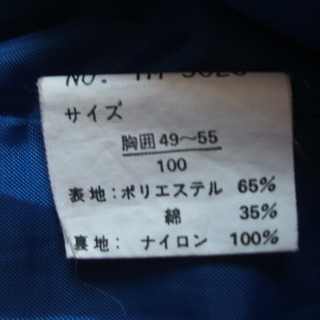 No.
サイズ
胸囲49〜55
100
表地：ポリエステル 65%
綿 35%
裏地：ナイロン 100%